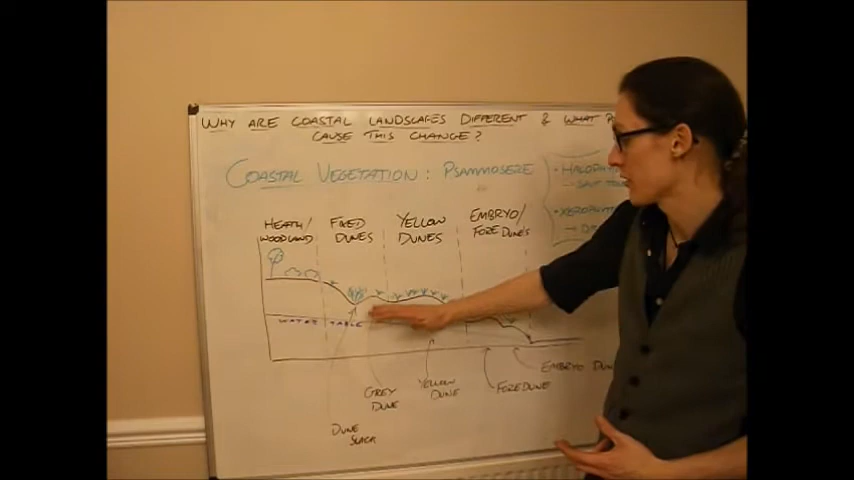 WHY ARE COASTAL LANDSCAPES DIFFERENT & WHAT
CAUSE THIS CHANGE?
COASTAL VEGETATION: PSAMMOSERE
HEATH/
WOODLAND
FIXED
DUNES
YELLOW
DUNES
EMBRYO/
FORE DUNES
WATER TABLE
EMBRYO
FOREDUNE
YELLOW
DUNE
GREY
DUNE
DUNE
SLACK